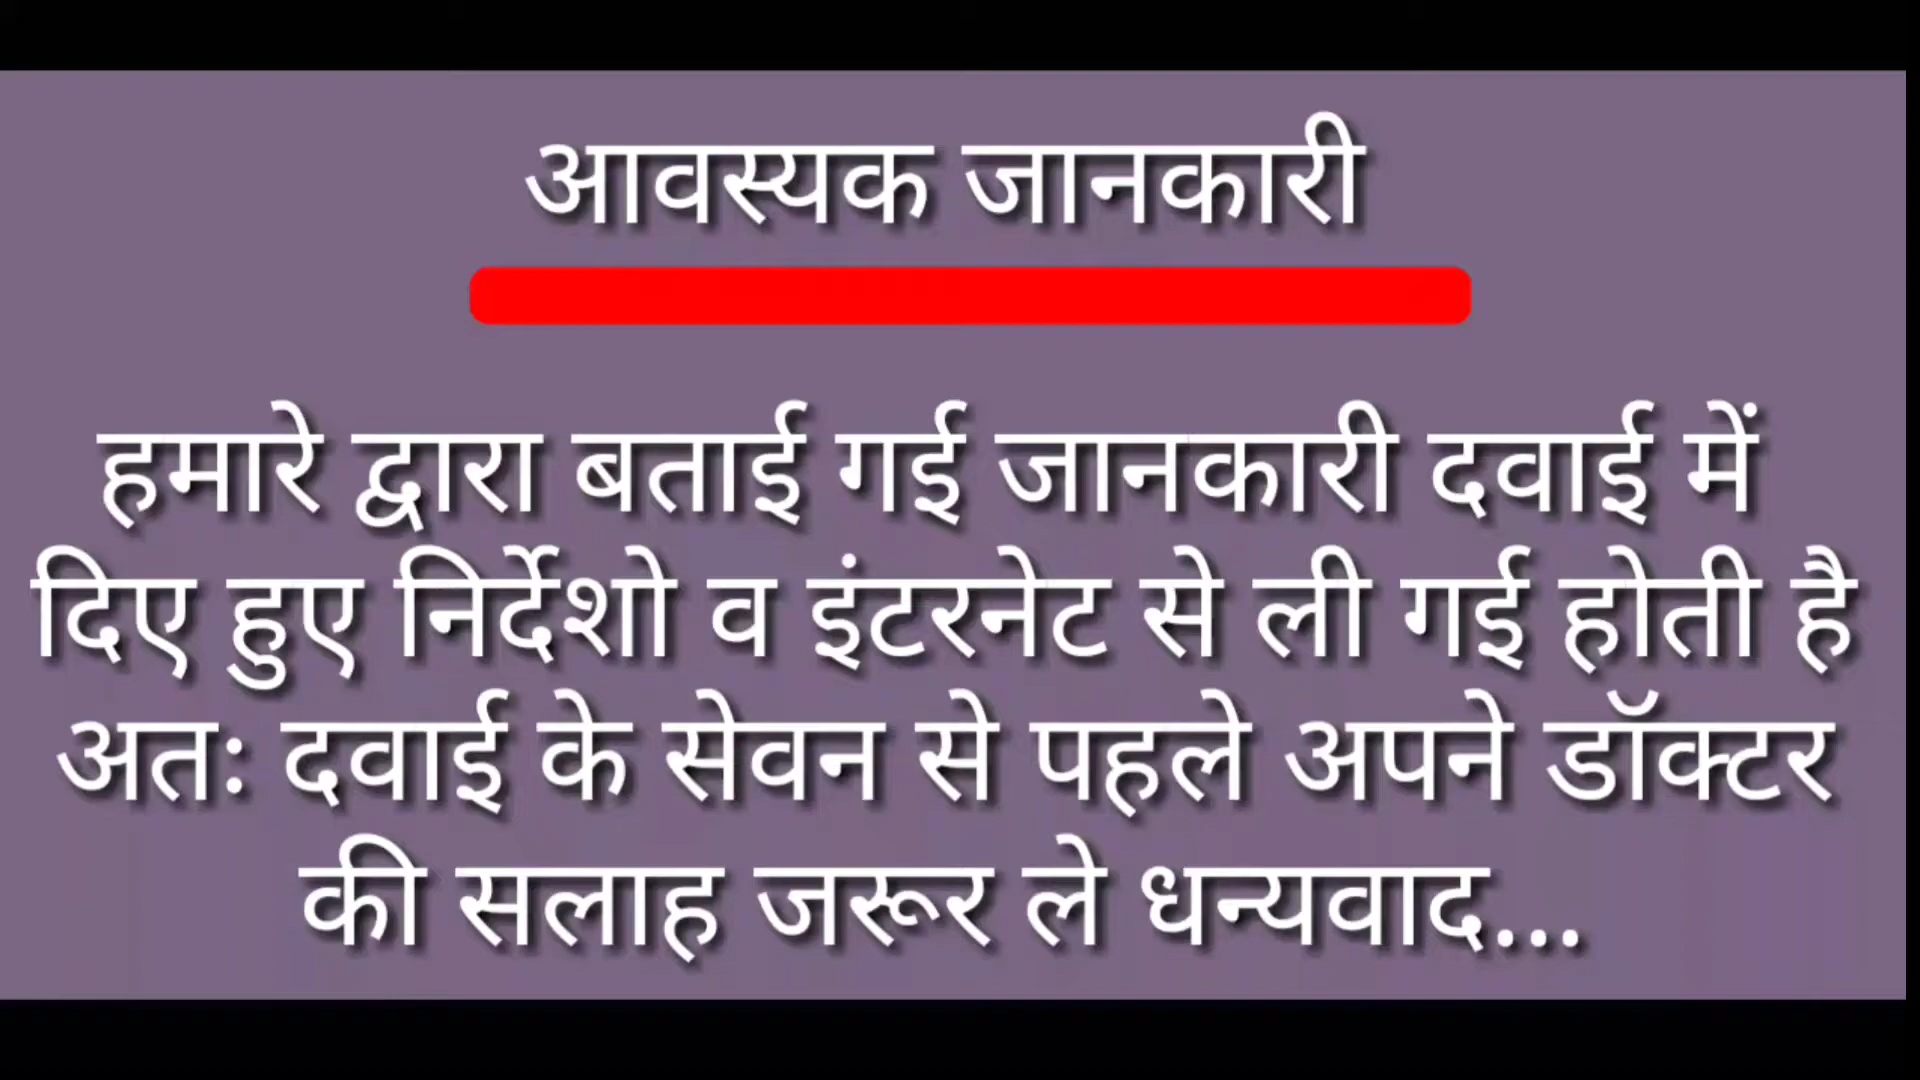 आवस्यक जानकारी
हमारे द्वारा बताई गई जानकारी दवाई में
दिए हुए निर्देशो व इंटरनेट से ली गई होती है
अतः दवाई के सेवन से पहले अपने डॉक्टर
की सलाह जरूर ले धन्यवाद...